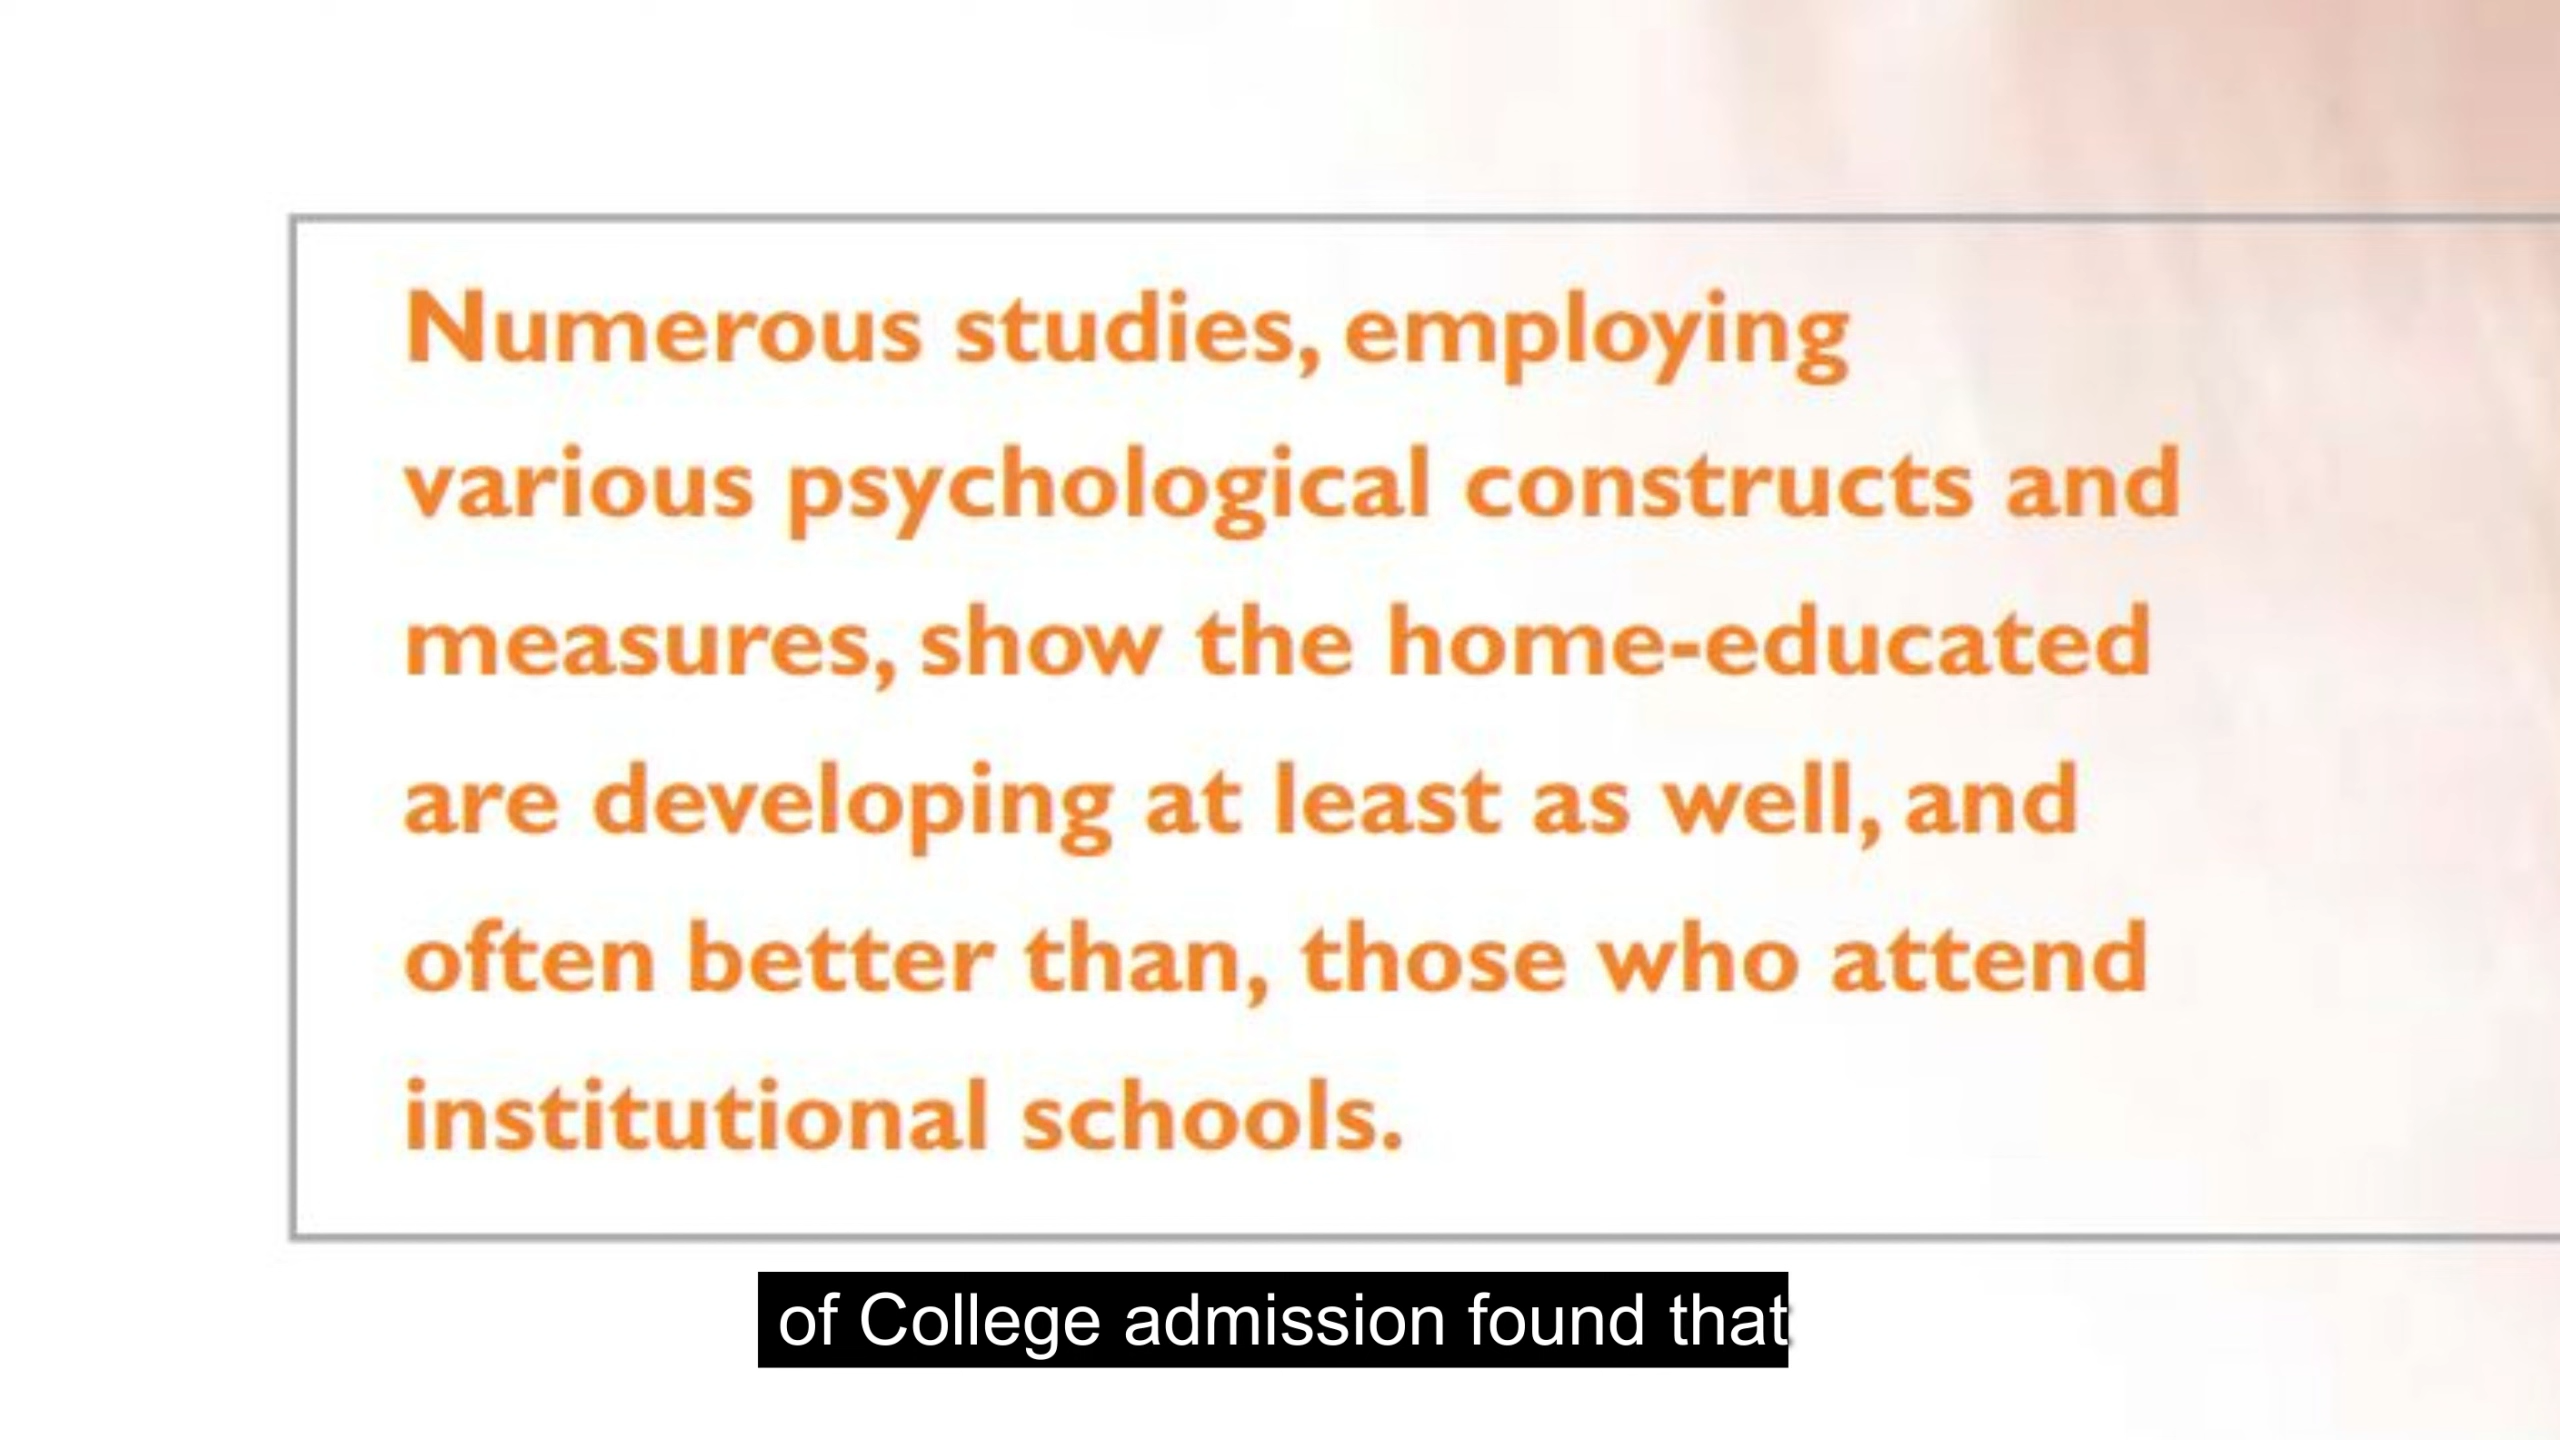 Numerous studies, employing
various psychological constructs and
measures, show the home-educated
are developing at least as well, and
often better than, those who attend
institutional schools.
of College admission found that